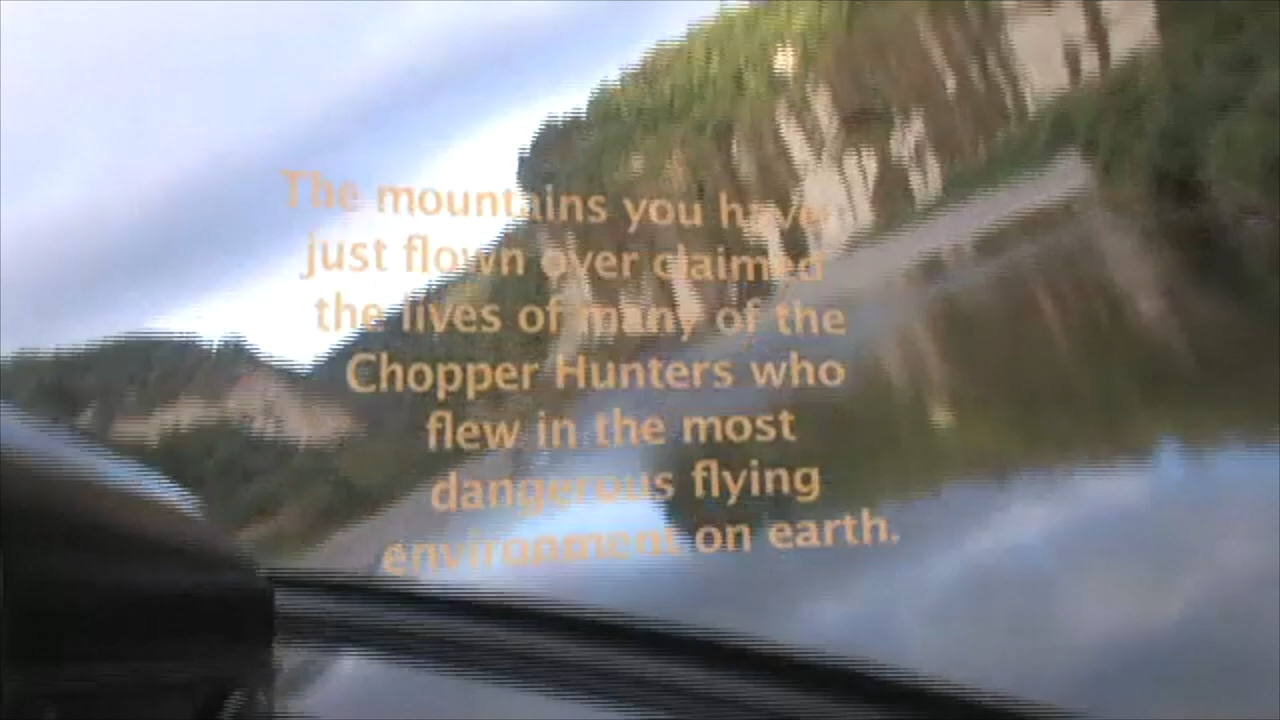 The mountains you have
just flown over claimed
the lives of many of the
Chopper Hunters who
flew in the most
dangerous flying
environment on earth.